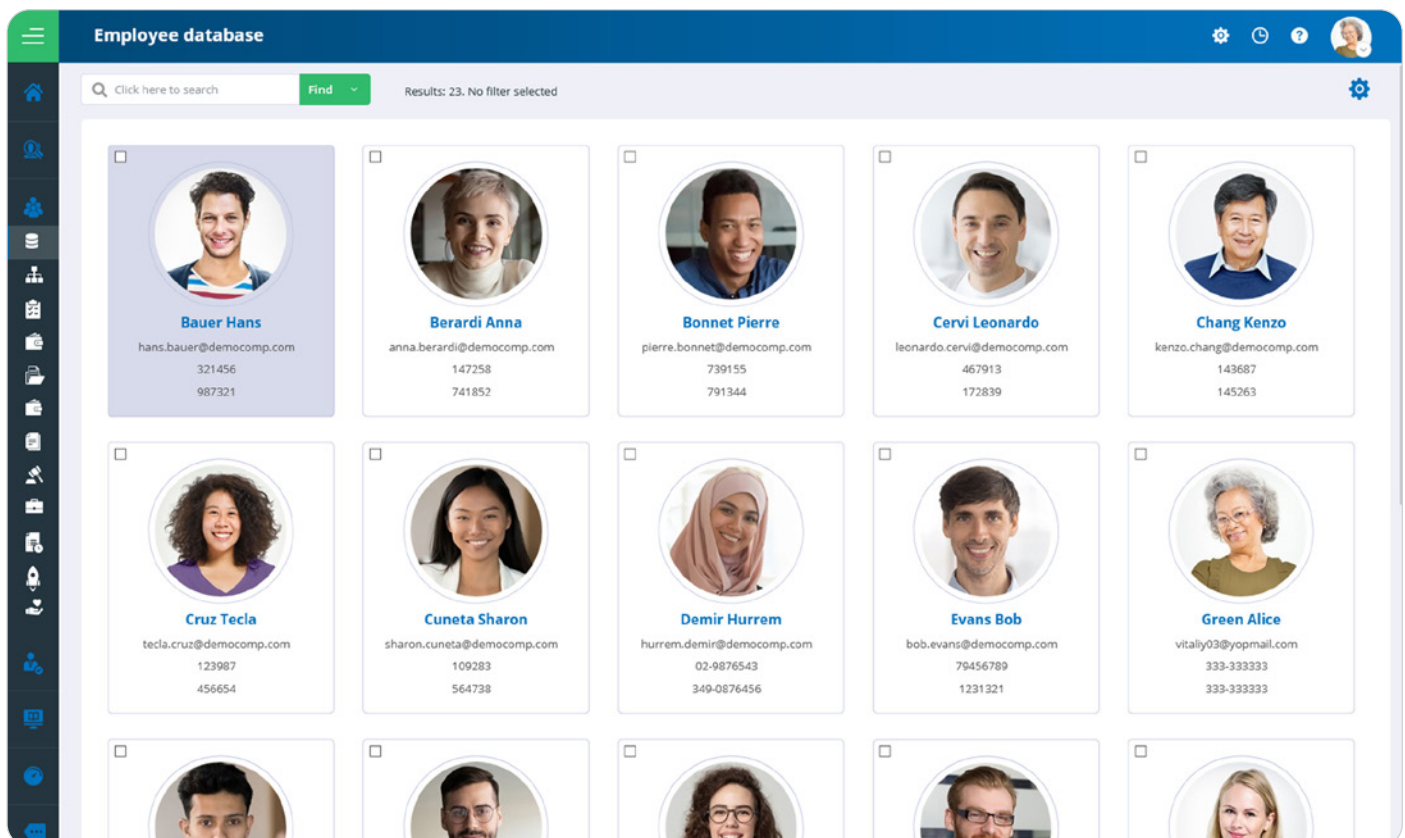 Employee database
Click here to search
Find
Results: 23. No filter selected
Bauer Hans
hans.bauer@democomp.com
321456
987321
Berardi Anna
anna.berardi@democomp.com
147258
741852
Bonnet Pierre
pierre.bonnet@democomp.com
739155
791344
Cervi Leonardo
leonardo.cervi@democomp.com
467913
172839
Chang Kenzo
kenzo.chang@democomp.com
143687
145263
Cruz Tecla
tecla.cruz@democomp.com
123987
456654
Cuneta Sharon
sharon.cuneta@democomp.com
109283
564738
Demir Hurrem
hurrem.demir@democomp.com
02-9876543
349-0876456
Evans Bob
bob.evans@democomp.com
79456789
1231321
Green Alice
vitaliy03@yopmail.com
333-333333
333-333333